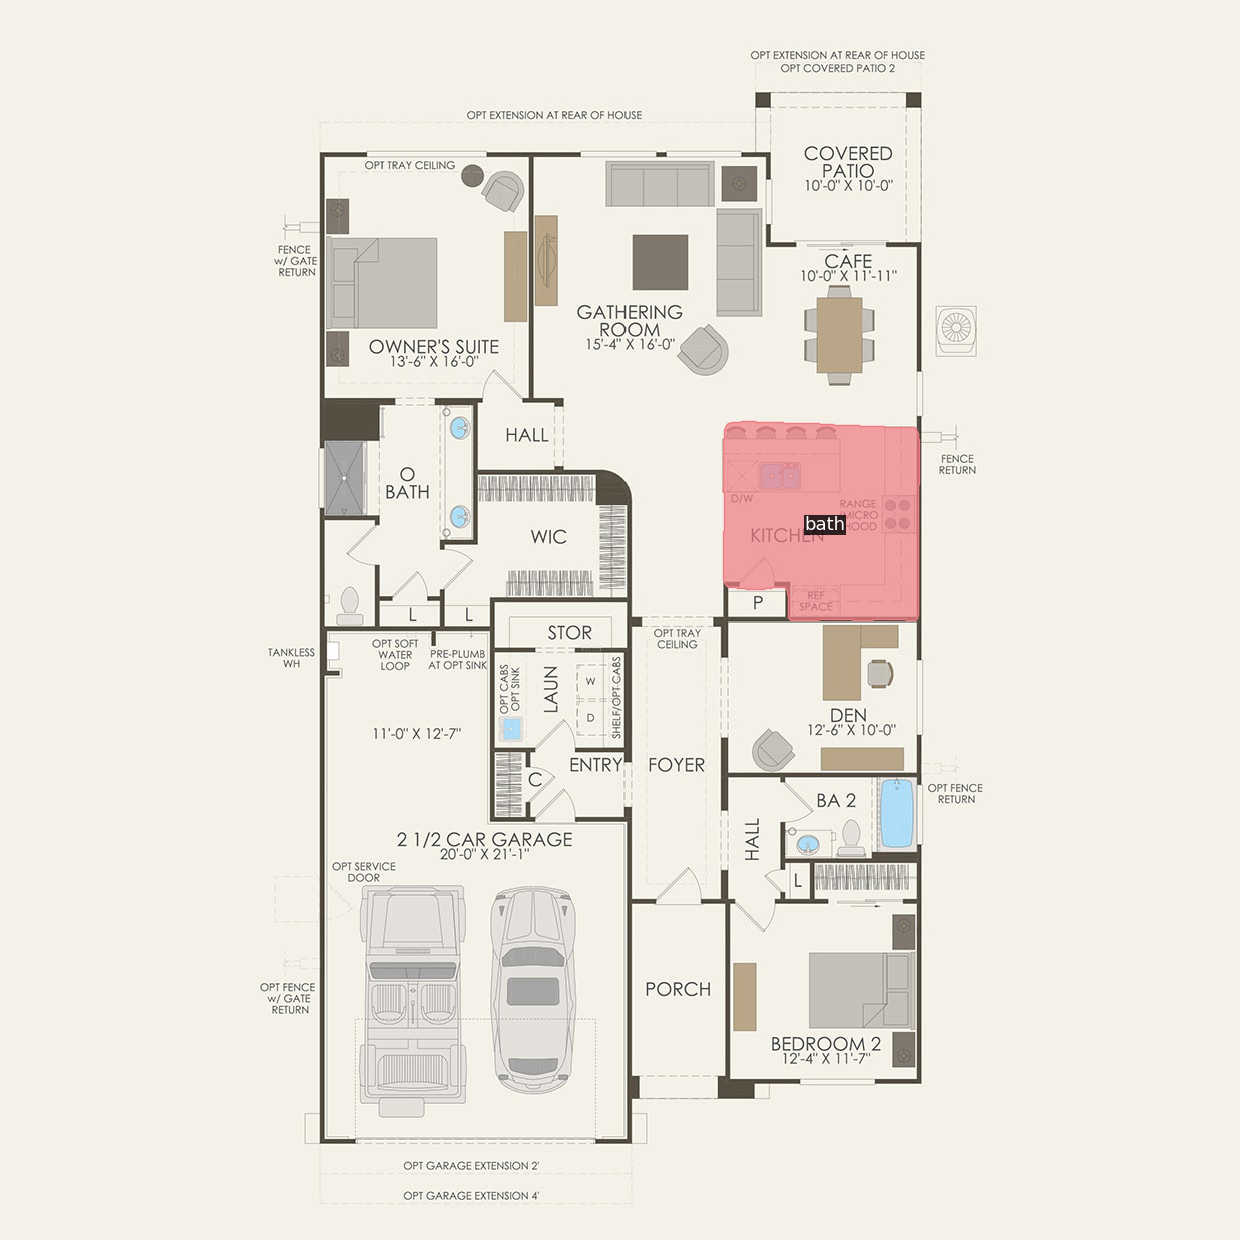 OPT EXTENSION AT REAR OF HOUSE
OPT COVERED PATIO 2
OPT EXTENSION AT REAR OF HOUSE
COVERED
PATIO
10'-0" X 10'-0"
OPT TRAY CEILING
FENCE
w/ GATE
RETURN
CAFE
10'-0" X 11'-11"
GATHERING
ROOM
15'-4" X 16'-0"
OWNER'S SUITE
13'-6" X 16'-0"
HALL
FENCE
RETURN
O
BATH
D/W
RANGE
MICRO
HOOD
bath
KITCHEN
WIC
REF
SPACE
P
L
L
STOR
OPT TRAY
CEILING
TANKLESS
WH
OPT SOFT
WATER
LOOP
PRE-PLUMB
AT OPT SINK
OPT CABS
OPT SINK
LAUN
W
D
SHELF/OPT CABS
DEN
12'-6" X 10'-0"
11'-0" X 12'-7"
ENTRY
C
FOYER
OPT FENCE
RETURN
BA 2
HALL
2 1/2 CAR GARAGE
20'-0" X 21'-1"
OPT SERVICE
DOOR
L
OPT FENCE
w/ GATE
RETURN
PORCH
BEDROOM 2
12'-4" X 11'-7"
OPT GARAGE EXTENSION 2'
OPT GARAGE EXTENSION 4'